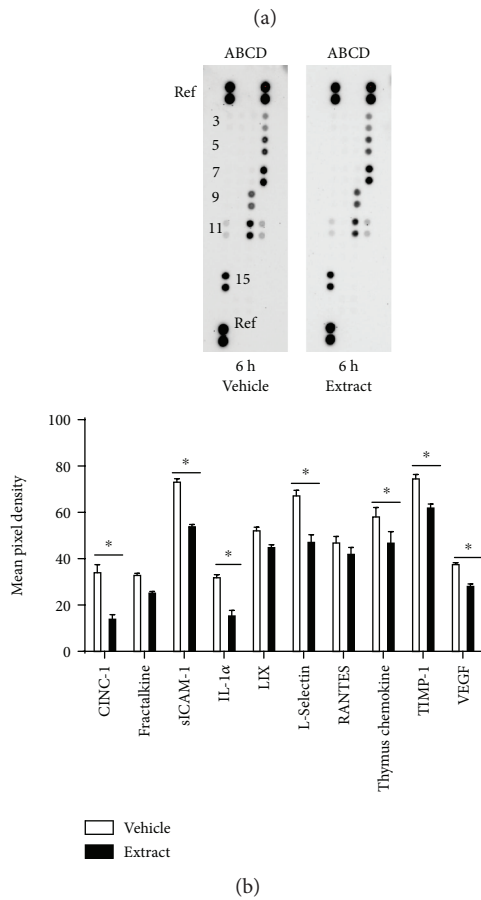 (a)
ABCD ABCD
Ref
3
5
7
9
11
15
Ref
6 h 6 h
Vehicle Extract
100
80
60
40
20
0
Mean pixel density
* * * * * * *
CINC-1
Fractalkine
sICAM-1
IL-1α
LIX
L-Selectin
RANTES
Thymus chemokine
TIMP-1
VEGF
Vehicle
Extract
(b)